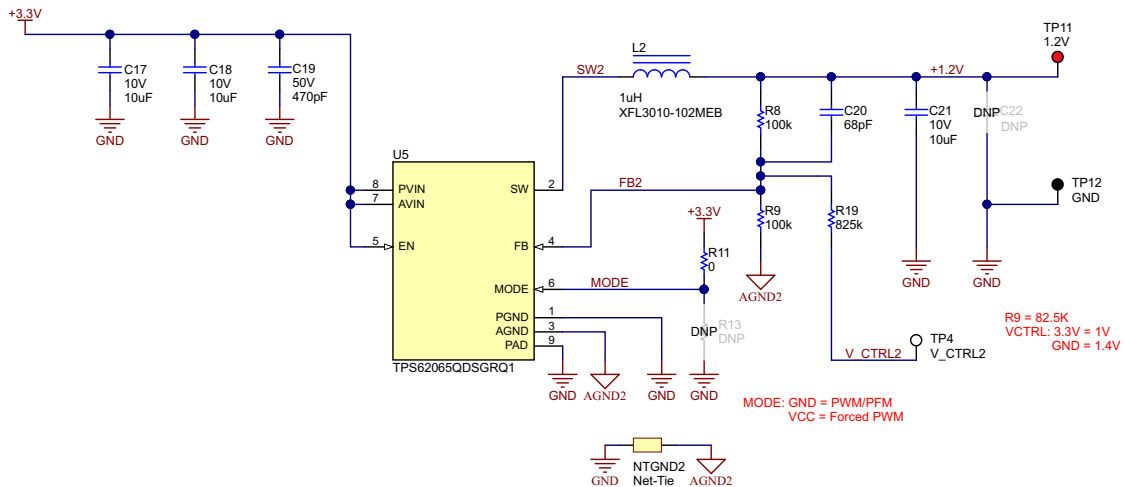 +3.3V
C17
10V
10uF
GND
C18
10V
10uF
GND
C19
50V
470pF
GND
SW2
L2
1uH
XFL3010-102MEB
R8
100k
C20
68pF
+1.2V
C21
10V
10uF
GND
DNP C22
DNP
GND
TP11
1.2V
TP12
GND
U5
8 PVIN
7 AVIN
5 EN
SW 2
FB 4
MODE 6
PGND 1
AGND 3
PAD 9
TPS62065QDSGRQ1
FB2
R9
100k
AGND2
R19
825k
+3.3V
R11
0
MODE
DNP R13
DNP
GND
AGND2
GND
GND
V_CTRL2
TP4
V_CTRL2
R9 = 82.5K
VCTRL: 3.3V = 1V
GND = 1.4V
MODE: GND = PWM/PFM
VCC = Forced PWM
GND
NTGND2
Net-Tie
AGND2